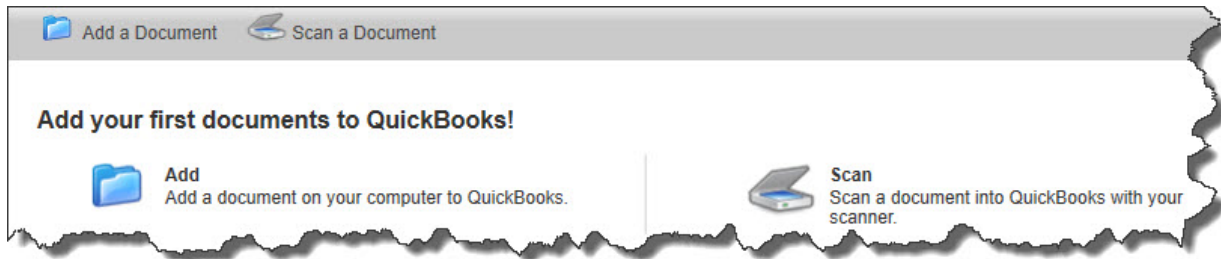 Add a Document Scan a Document
Add your first documents to QuickBooks!
Add
Add a document on your computer to QuickBooks.
Scan
Scan a document into QuickBooks with your
scanner.